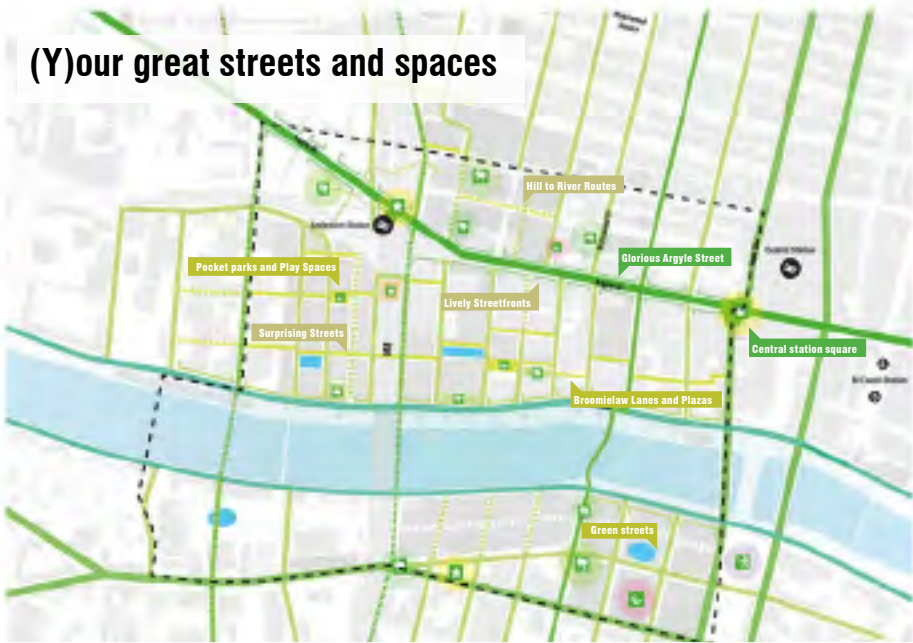 (Y)our great streets and spaces
Hill to River Routes
Glorious Argyle Street
Pocket parks and Play Spaces
Lively Streetfronts
Surprising Streets
Central station square
Broomielaw Lanes and Plazas
Green streets